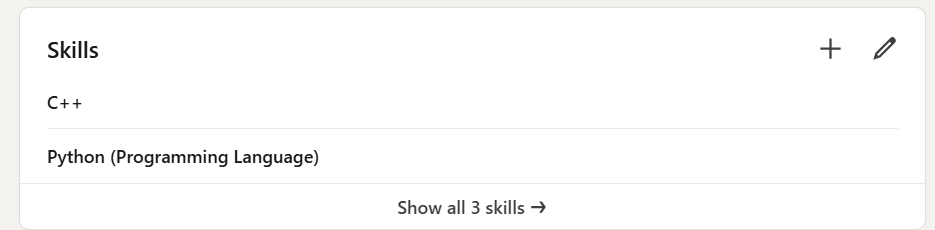 Skills
C++
Python (Programming Language)
Show all 3 skills →